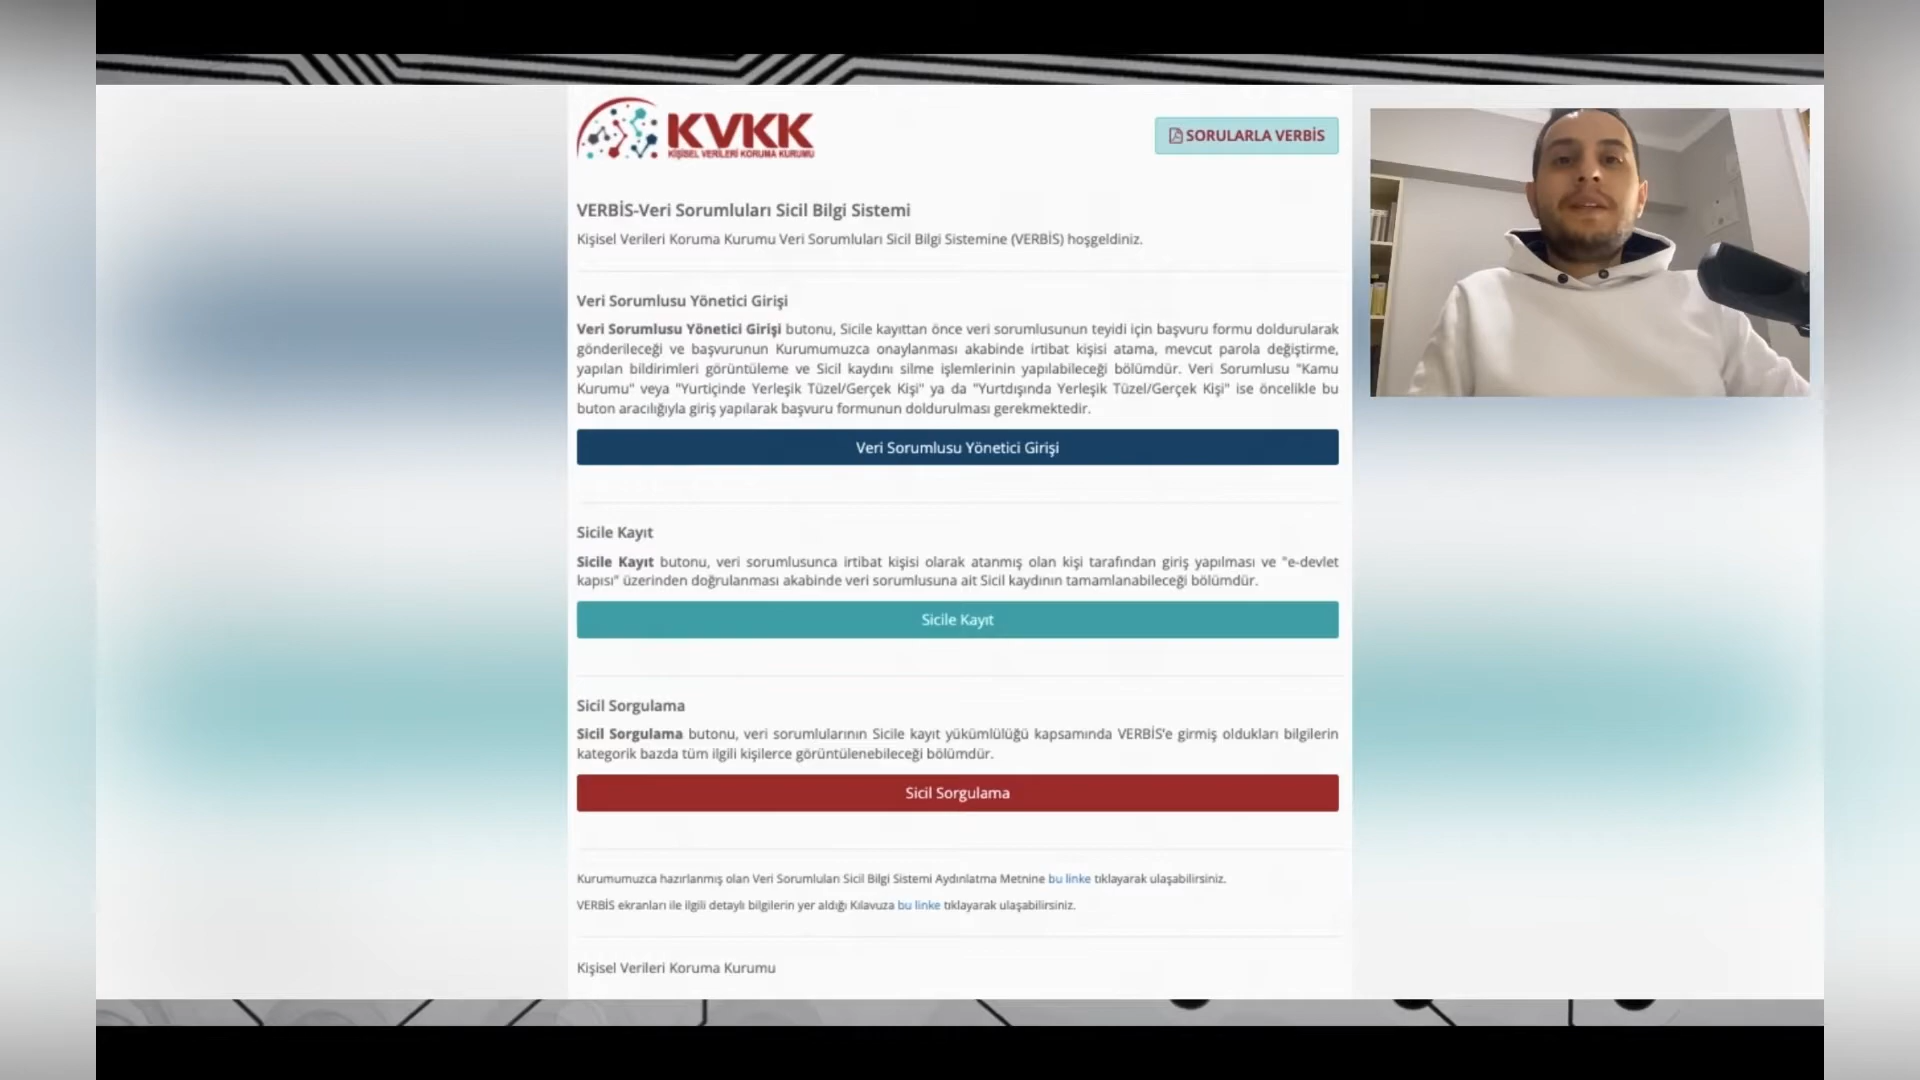 KVKK
KİŞİSEL VERİLERİ KORUMA KURUMU
SORULARLA VERBİS
VERBİS-Veri Sorumluları Sicil Bilgi Sistemi
Kişisel Verileri Koruma Kurumu Veri Sorumluları Sicil Bilgi Sistemine (VERBİS) hoşgeldiniz.
Veri Sorumlusu Yönetici Girişi
Veri Sorumlusu Yönetici Girişi butonu, Sicile kayıttan önce veri sorumlusunun teyidi için başvuru formu doldurularak
gönderileceği ve başvurunun Kurumumuzca onaylanması akabinde irtibat kişisi atama, mevcut parola değiştirme,
yapılan bildirimleri görüntüleme ve Sicil kaydını silme işlemlerinin yapılabileceği bölümdür. Veri Sorumlusu "Kamu
Kurumu" veya "Yurtiçinde Yerleşik Tüzel/Gerçek Kişi" ya da "Yurtdışında Yerleşik Tüzel/Gerçek Kişi" ise öncelikle bu
buton aracılığıyla giriş yapılarak başvuru formunun doldurulması gerekmektedir.
Veri Sorumlusu Yönetici Girişi
Sicile Kayıt
Sicile Kayıt butonu, veri sorumlusunca irtibat kişisi olarak atanmış olan kişi tarafından giriş yapılması ve "e-devlet
kapısı" üzerinden doğrulanması akabinde veri sorumlusuna ait Sicil kaydının tamamlanabileceği bölümdür.
Sicile Kayıt
Sicil Sorgulama
Sicil Sorgulama butonu, veri sorumlularının Sicile kayıt yükümlülüğü kapsamında VERBİS'e girmiş oldukları bilgilerin
kategorik bazda tüm ilgili kişilerce görüntülenebileceği bölümdür.
Sicil Sorgulama
Kurumumuzca hazırlanmış olan Veri Sorumluları Sicil Bilgi Sistemi Aydınlatma Metnine bu linke tıklayarak ulaşabilirsiniz.
VERBİS ekranları ile ilgili detaylı bilgilerin yer aldığı Kılavuza bu linke tıklayarak ulaşabilirsiniz.
Kişisel Verileri Koruma Kurumu